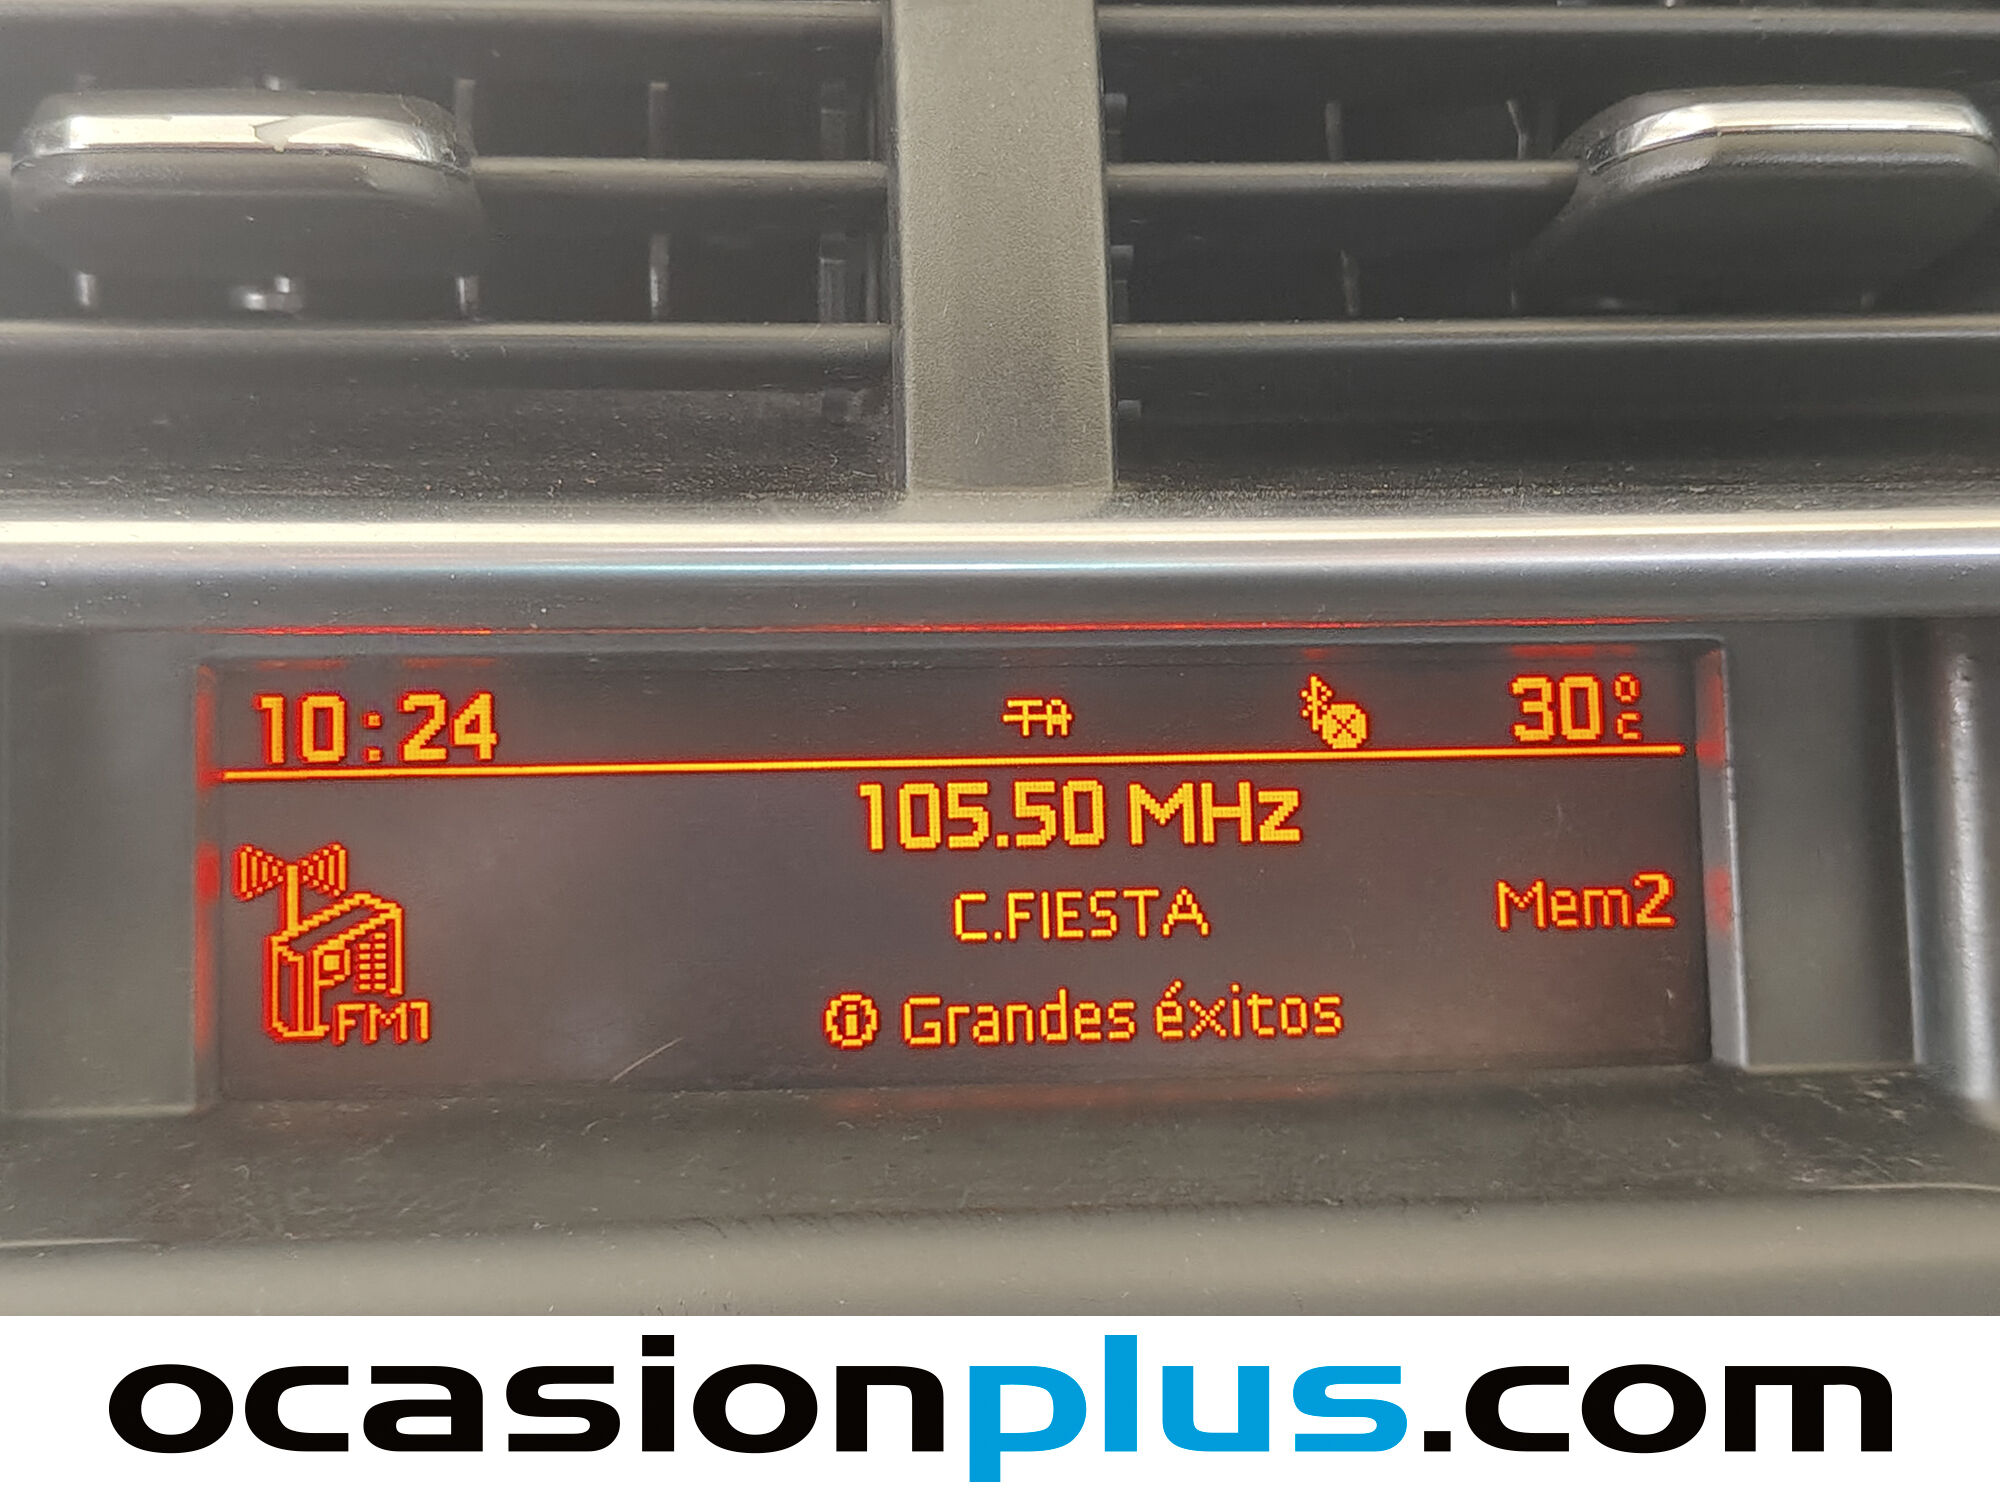 10:24 TA 30°C
105.50 MHz
C.FIESTA Mem2
FM1 Grandes éxitos
ocasionplus.com